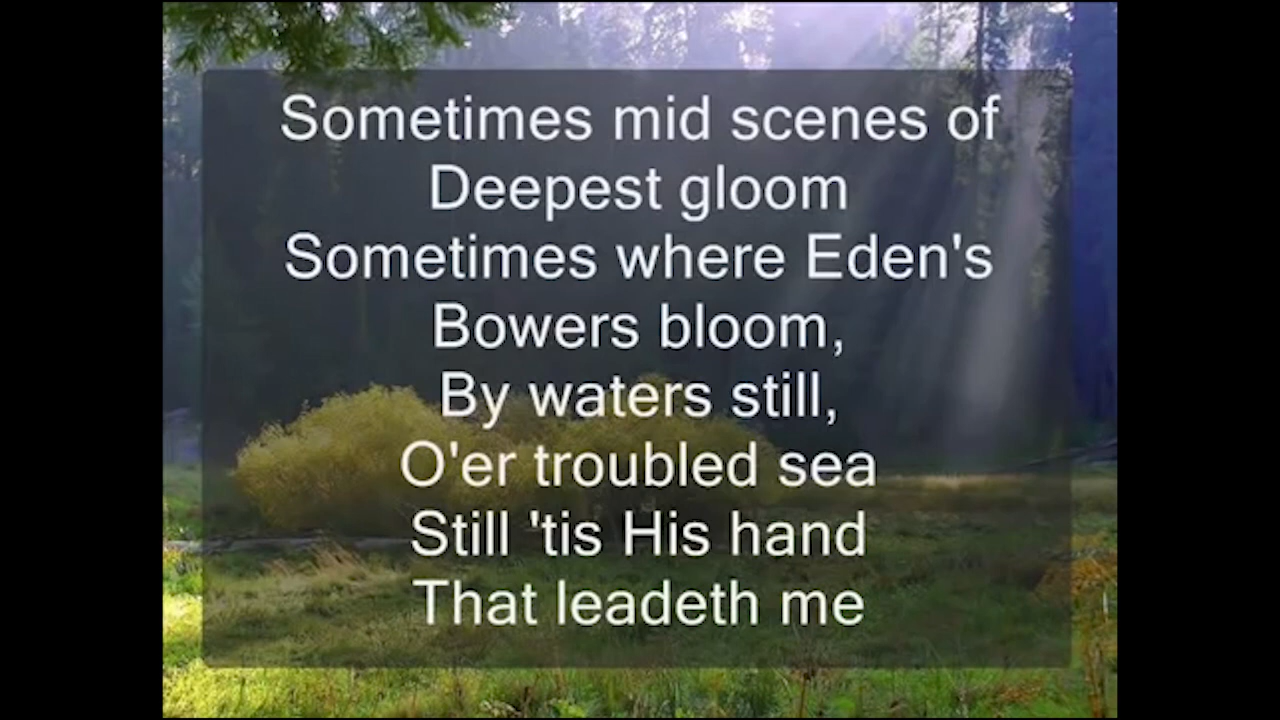 Sometimes mid scenes of
Deepest gloom
Sometimes where Eden's
Bowers bloom,
By waters still,
O'er troubled sea
Still 'tis His hand
That leadeth me